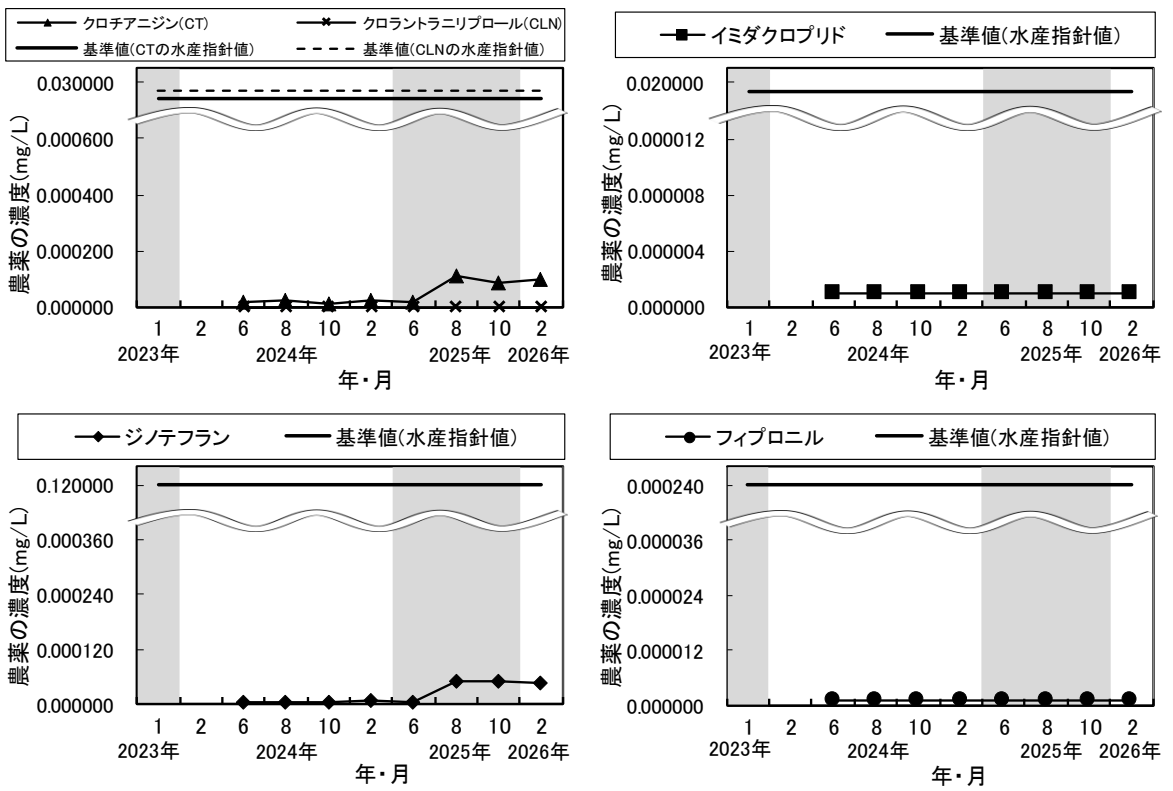 クロチアニジン(CT)
クロラントラニリプロール(CLN)
基準値(CTの水産指針値)
基準値(CLNの水産指針値)
農薬の濃度(mg/L)
0.030000
0.000600
0.000400
0.000200
0.000000
1 2 6 8 10 2 6 8 10 2
2023年 2024年 2025年 2026年
年・月
イミダクロプリド
基準値(水産指針値)
農薬の濃度(mg/L)
0.020000
0.000012
0.000008
0.000004
0.000000
1 2 6 8 10 2 6 8 10 2
2023年 2024年 2025年 2026年
年・月
ジノテフラン
基準値(水産指針値)
農薬の濃度(mg/L)
0.120000
0.000360
0.000240
0.000120
0.000000
1 2 6 8 10 2 6 8 10 2
2023年 2024年 2025年 2026年
年・月
フィプロニル
基準値(水産指針値)
農薬の濃度(mg/L)
0.000240
0.000036
0.000024
0.000012
0.000000
1 2 6 8 10 2 6 8 10 2
2023年 2024年 2025年 2026年
年・月